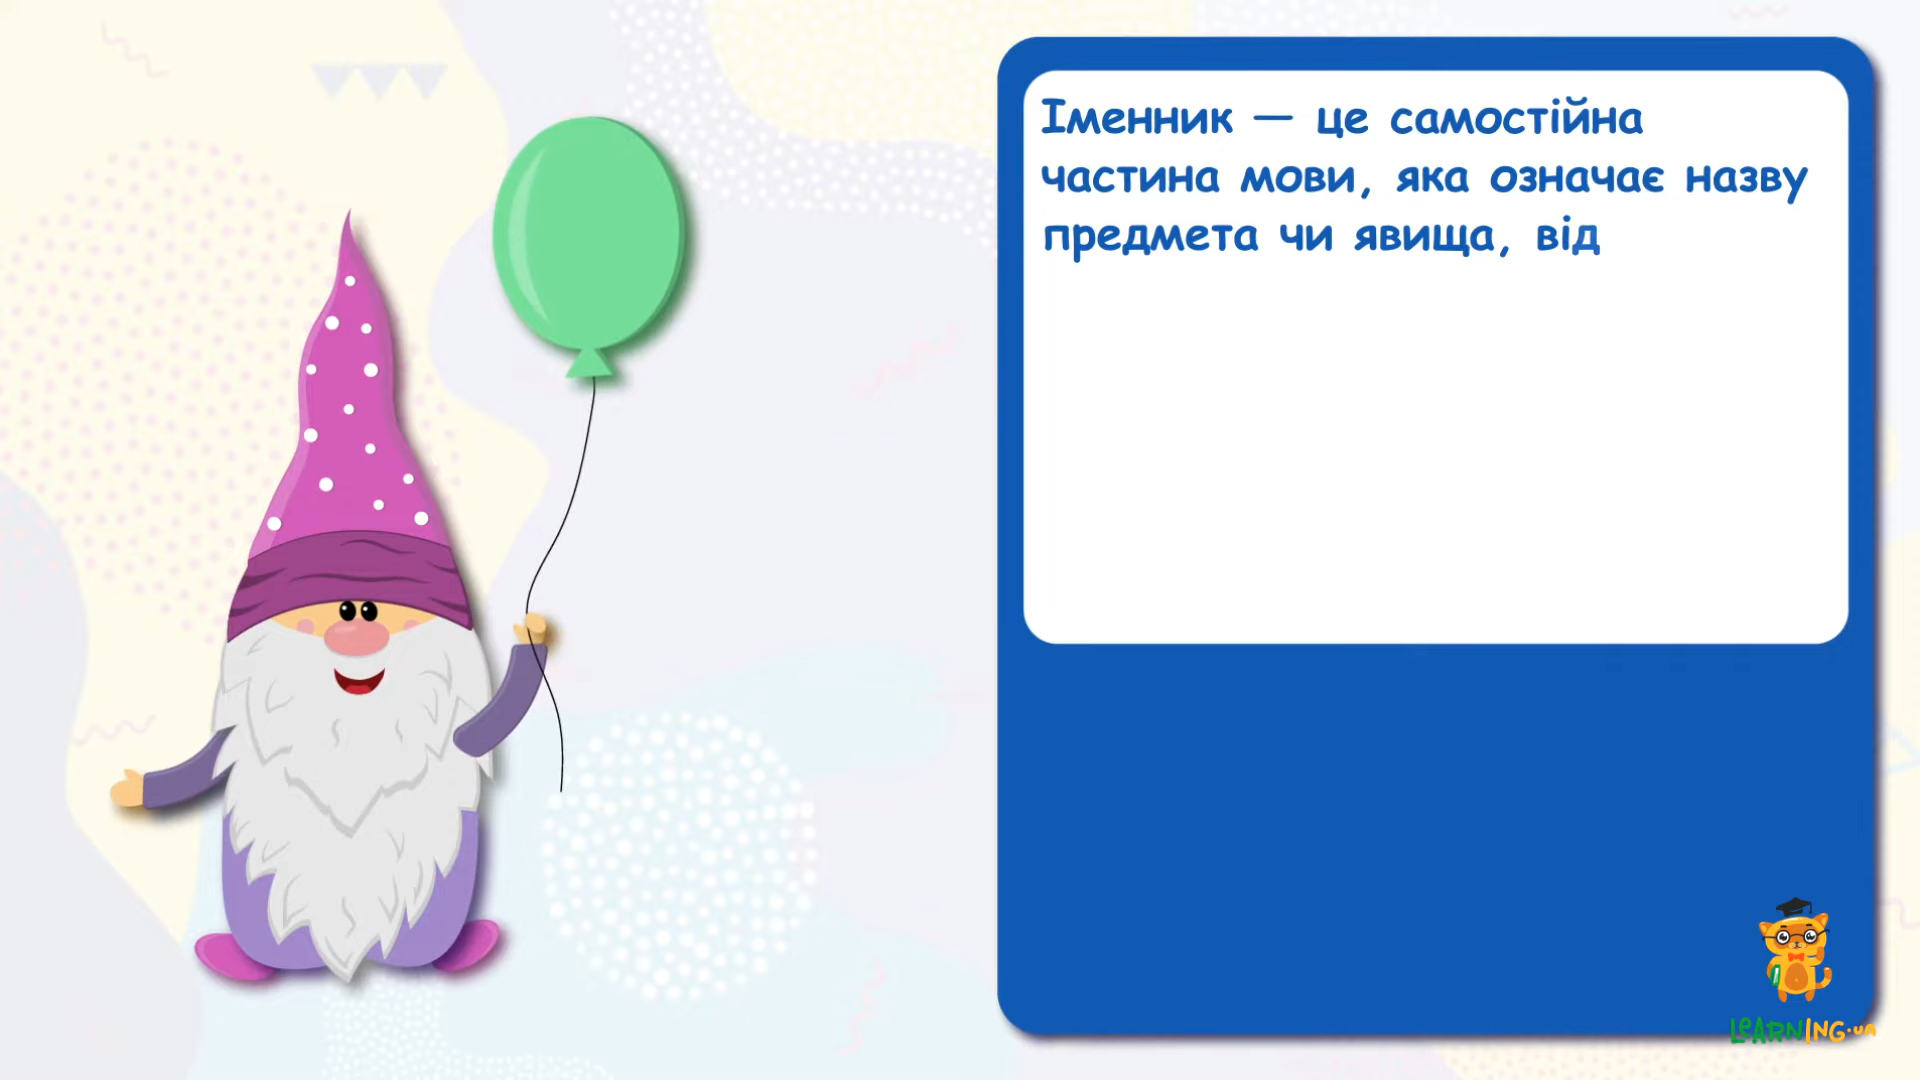 Іменник — це самостійна
частина мови, яка означає назву
предмета чи явища, від
LEARNING.UA